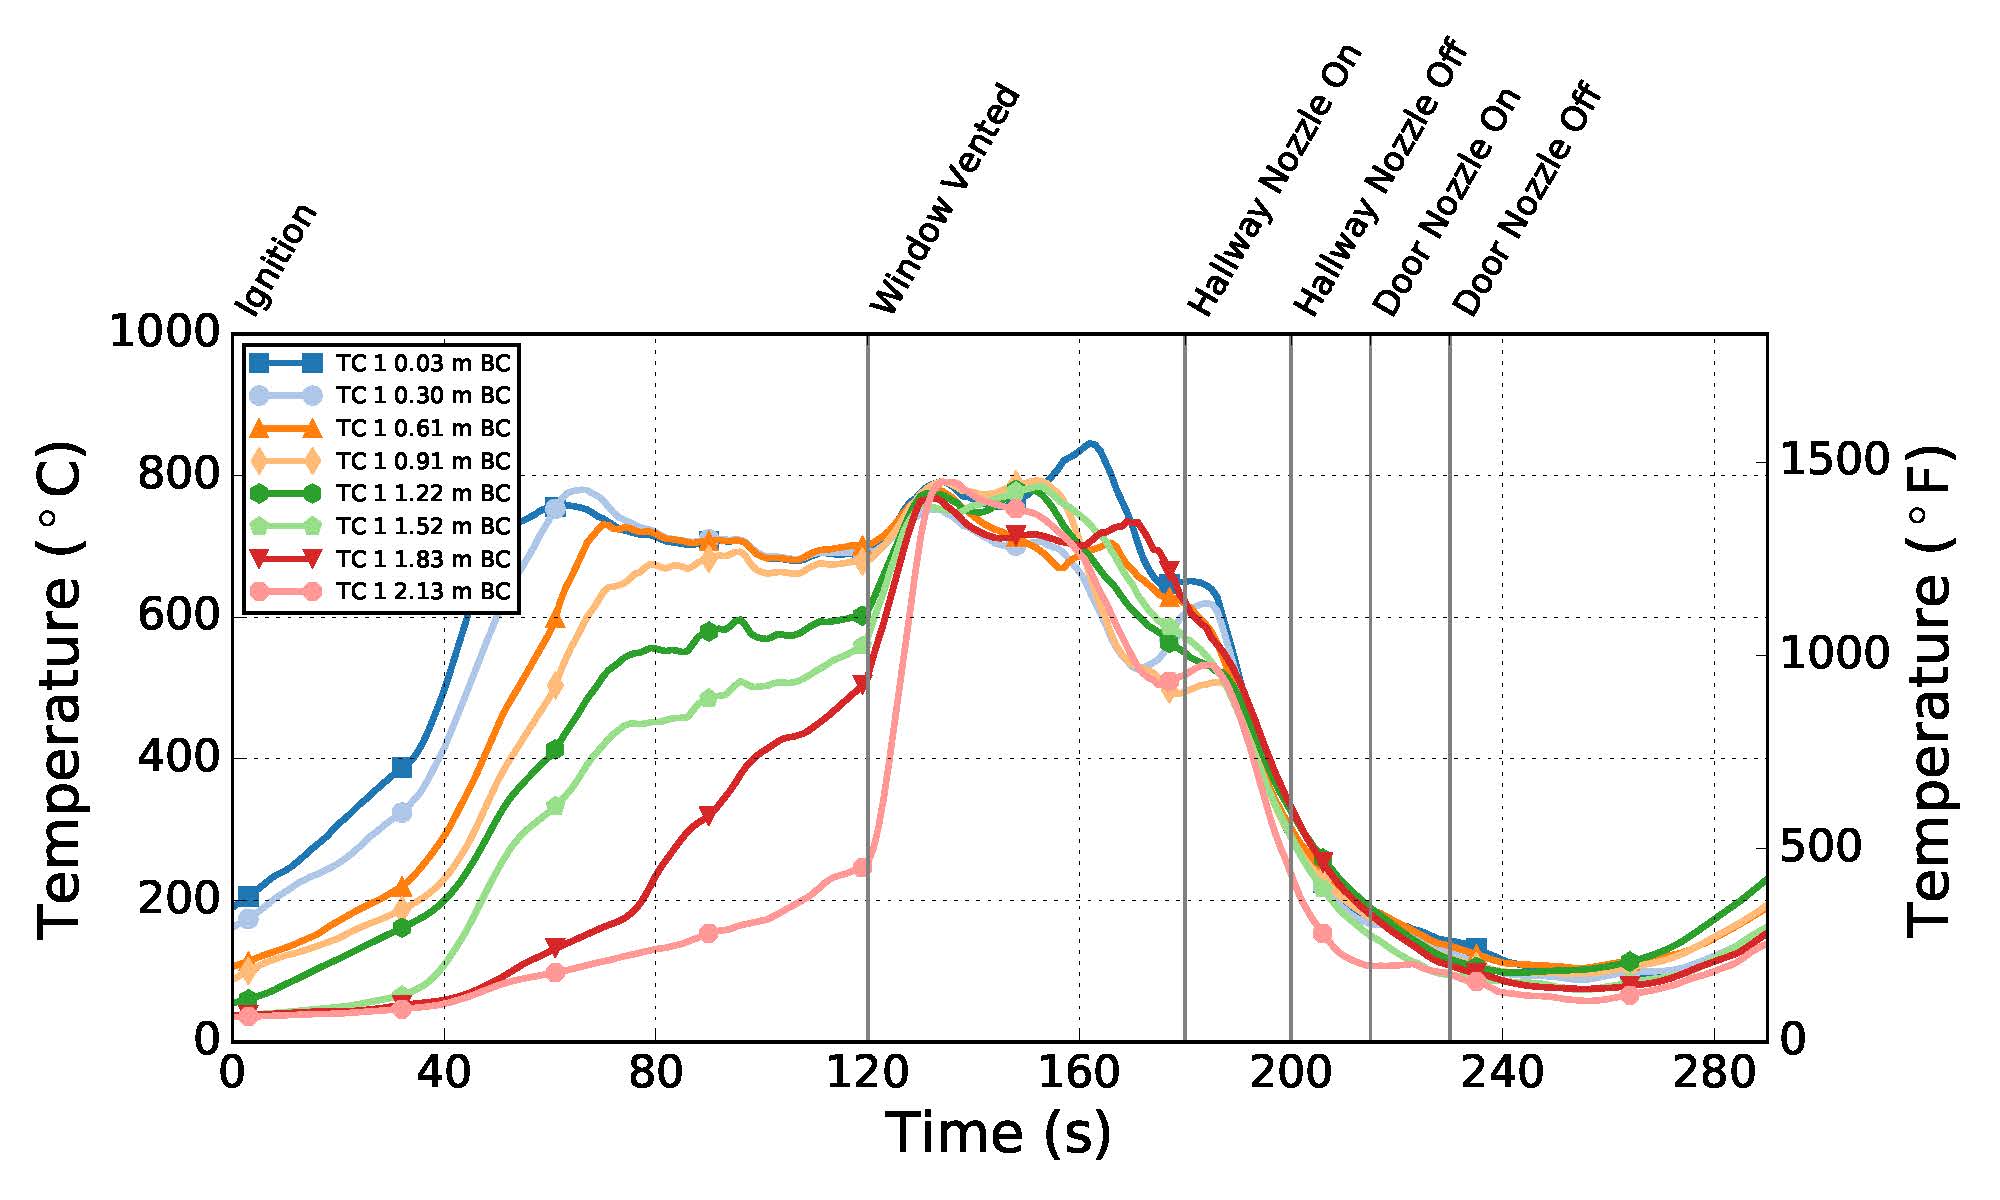 Ignition
Window Vented
Hallway Nozzle On
Hallway Nozzle Off
Door Nozzle On
Door Nozzle Off
1000
800
600
400
200
0
Temperature (°C)
TC 1 0.03 m BC
TC 1 0.30 m BC
TC 1 0.61 m BC
TC 1 0.91 m BC
TC 1 1.22 m BC
TC 1 1.52 m BC
TC 1 1.83 m BC
TC 1 2.13 m BC
1500
1000
500
0
Temperature (°F)
0 40 80 120 160 200 240 280
Time (s)